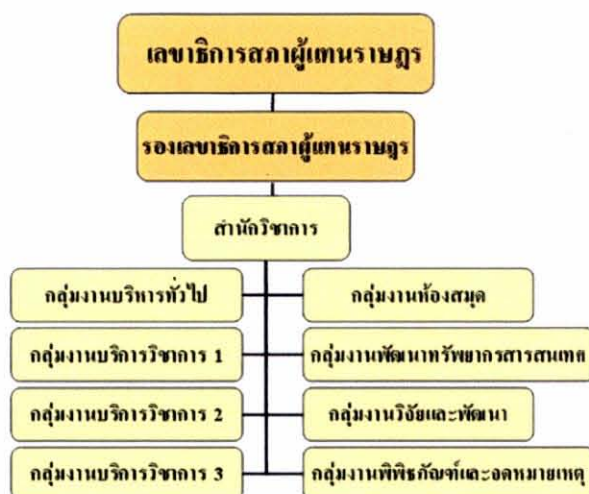 เลขาธิการสภาผู้แทนราษฎร
รองเลขาธิการสภาผู้แทนราษฎร
สำนักวิชาการ
กลุ่มงานบริหารทั่วไป
กลุ่มงานห้องสมุด
กลุ่มงานบริการวิชาการ 1
กลุ่มงานพัฒนาทรัพยากรสารสนเทศ
กลุ่มงานบริการวิชาการ 2
กลุ่มงานวิจัยและพัฒนา
กลุ่มงานบริการวิชาการ 3
กลุ่มงานพิพิธภัณฑ์และจดหมายเหตุ